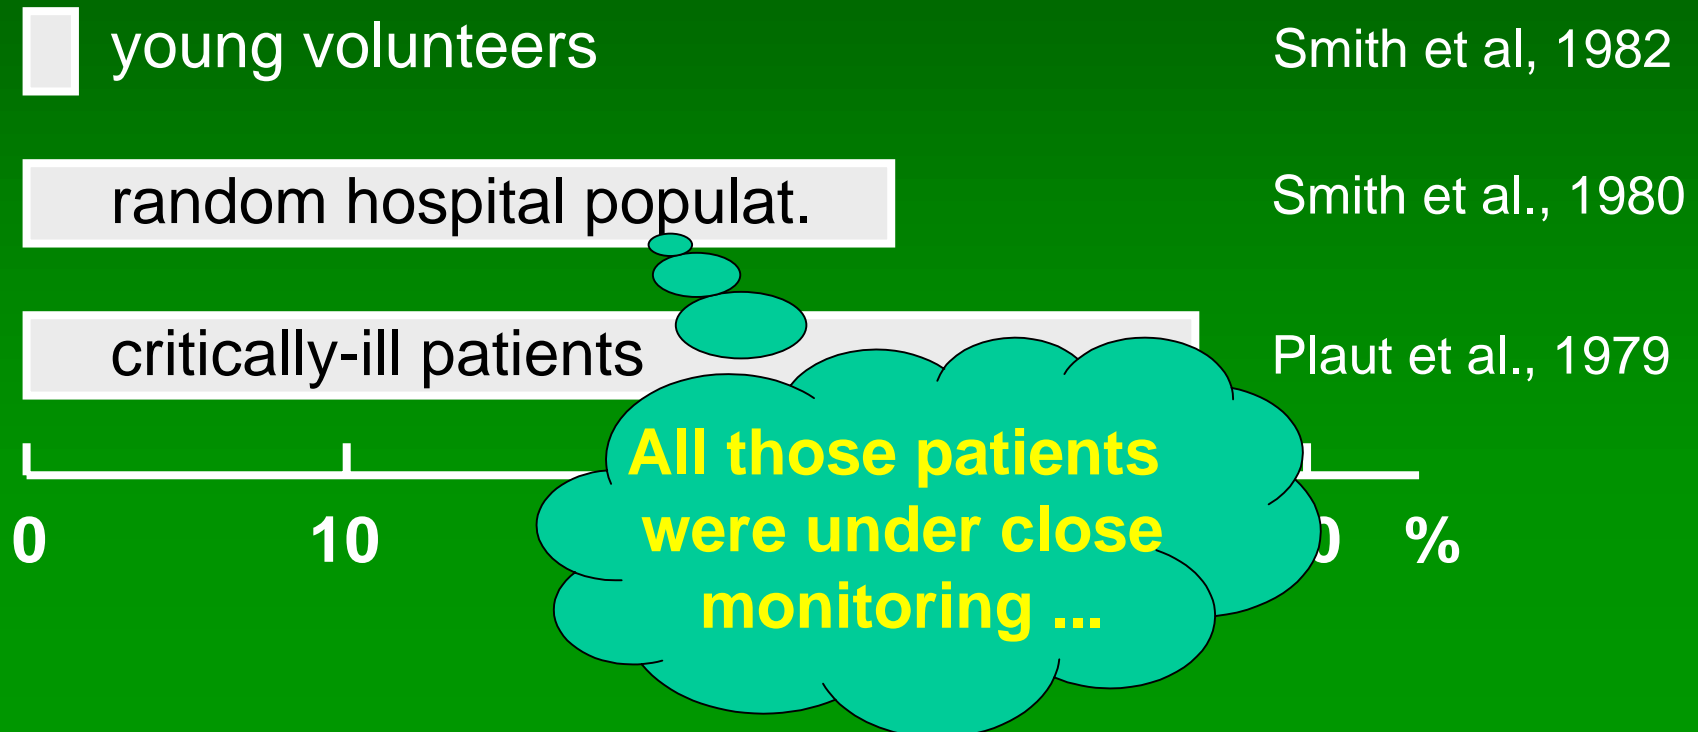 young volunteers Smith et al, 1982
random hospital populat. Smith et al., 1980
critically-ill patients Plaut et al., 1979
All those patients
were under close
monitoring ...
0 10 %